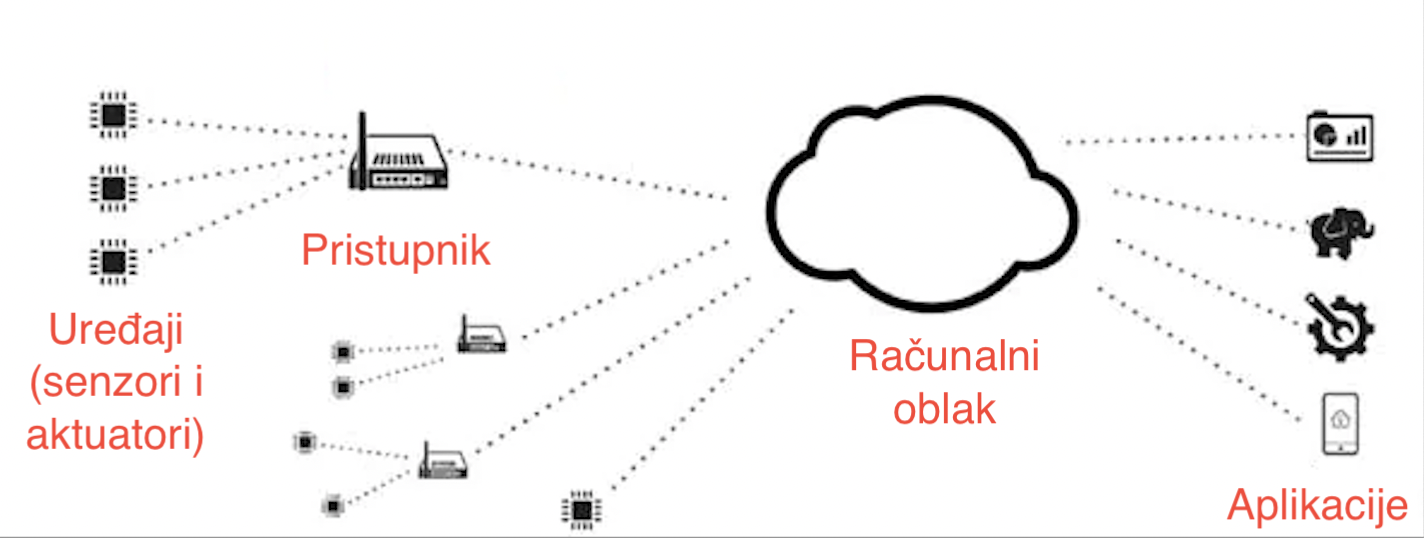 Pristupnik
Uređaji
(senzori i
aktuatori)
Računalni
oblak
Aplikacije